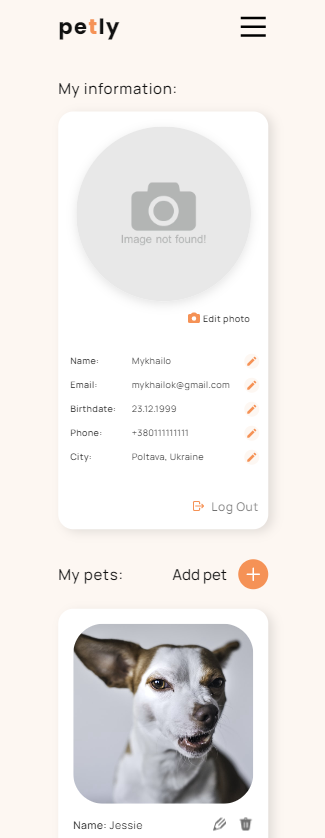 petly
My information:
Image not found!
Edit photo
Name: Mykhailo
Email: mykhailok@gmail.com
Birthdate: 23.12.1999
Phone: +380111111111
City: Poltava, Ukraine
Log Out
My pets: Add pet
Name: Jessie